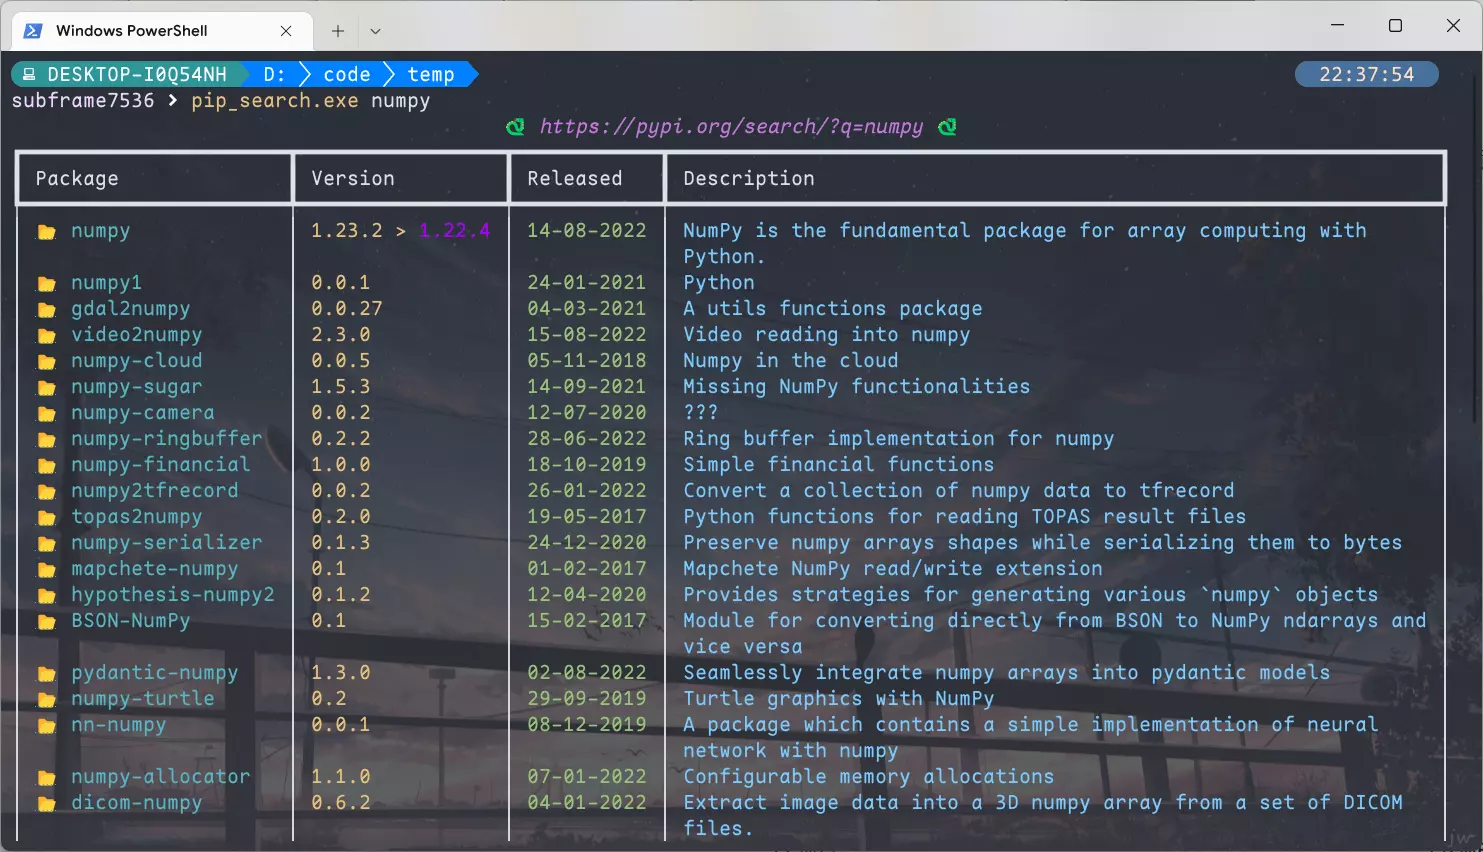 Windows PowerShell
DESKTOP-I0Q54NH D: code temp 22:37:54
subframe7536 > pip_search.exe numpy
https://pypi.org/search/?q=numpy
Package Version Released Description
numpy 1.23.2 > 1.22.4 14-08-2022 NumPy is the fundamental package for array computing with
Python.
numpy1 0.0.1 24-01-2021 Python
gdal2numpy 0.0.27 04-03-2021 A utils functions package
video2numpy 2.3.0 15-08-2022 Video reading into numpy
numpy-cloud 0.0.5 05-11-2018 Numpy in the cloud
numpy-sugar 1.5.3 14-09-2021 Missing NumPy functionalities
numpy-camera 0.0.2 12-07-2020 ???
numpy-ringbuffer 0.2.2 28-06-2022 Ring buffer implementation for numpy
numpy-financial 1.0.0 18-10-2019 Simple financial functions
numpy2tfrecord 0.0.2 26-01-2022 Convert a collection of numpy data to tfrecord
topas2numpy 0.2.0 19-05-2017 Python functions for reading TOPAS result files
numpy-serializer 0.1.3 24-12-2020 Preserve numpy arrays shapes while serializing them to bytes
mapchete-numpy 0.1 01-02-2017 Mapchete NumPy read/write extension
hypothesis-numpy2 0.1.2 12-04-2020 Provides strategies for generating various `numpy` objects
BSON-NumPy 0.1 15-02-2017 Module for converting directly from BSON to NumPy ndarrays and
vice versa
pydantic-numpy 1.3.0 02-08-2022 Seamlessly integrate numpy arrays into pydantic models
numpy-turtle 0.2 29-09-2019 Turtle graphics with NumPy
nn-numpy 0.0.1 08-12-2019 A package which contains a simple implementation of neural
network with numpy
numpy-allocator 1.1.0 07-01-2022 Configurable memory allocations
dicom-numpy 0.6.2 04-01-2022 Extract image data into a 3D numpy array from a set of DICOM
files.